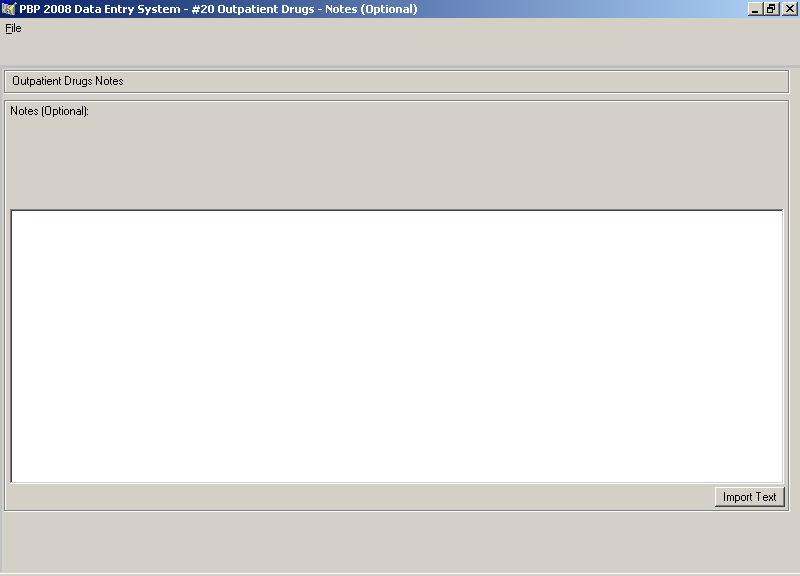 PBP 2008 Data Entry System - #20 Outpatient Drugs - Notes (Optional)
File
Outpatient Drugs Notes
Notes (Optional):
Import Text